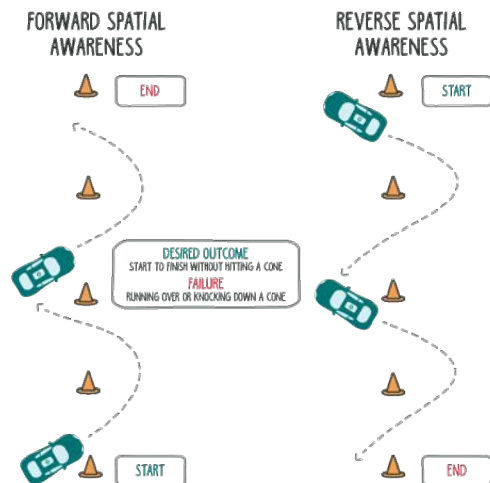 FORWARD SPATIAL
AWARENESS
END
START
DESIRED OUTCOME
START TO FINISH WITHOUT HITTING A CONE
FAILURE
RUNNING OVER OR KNOCKING DOWN A CONE
REVERSE SPATIAL
AWARENESS
START
END